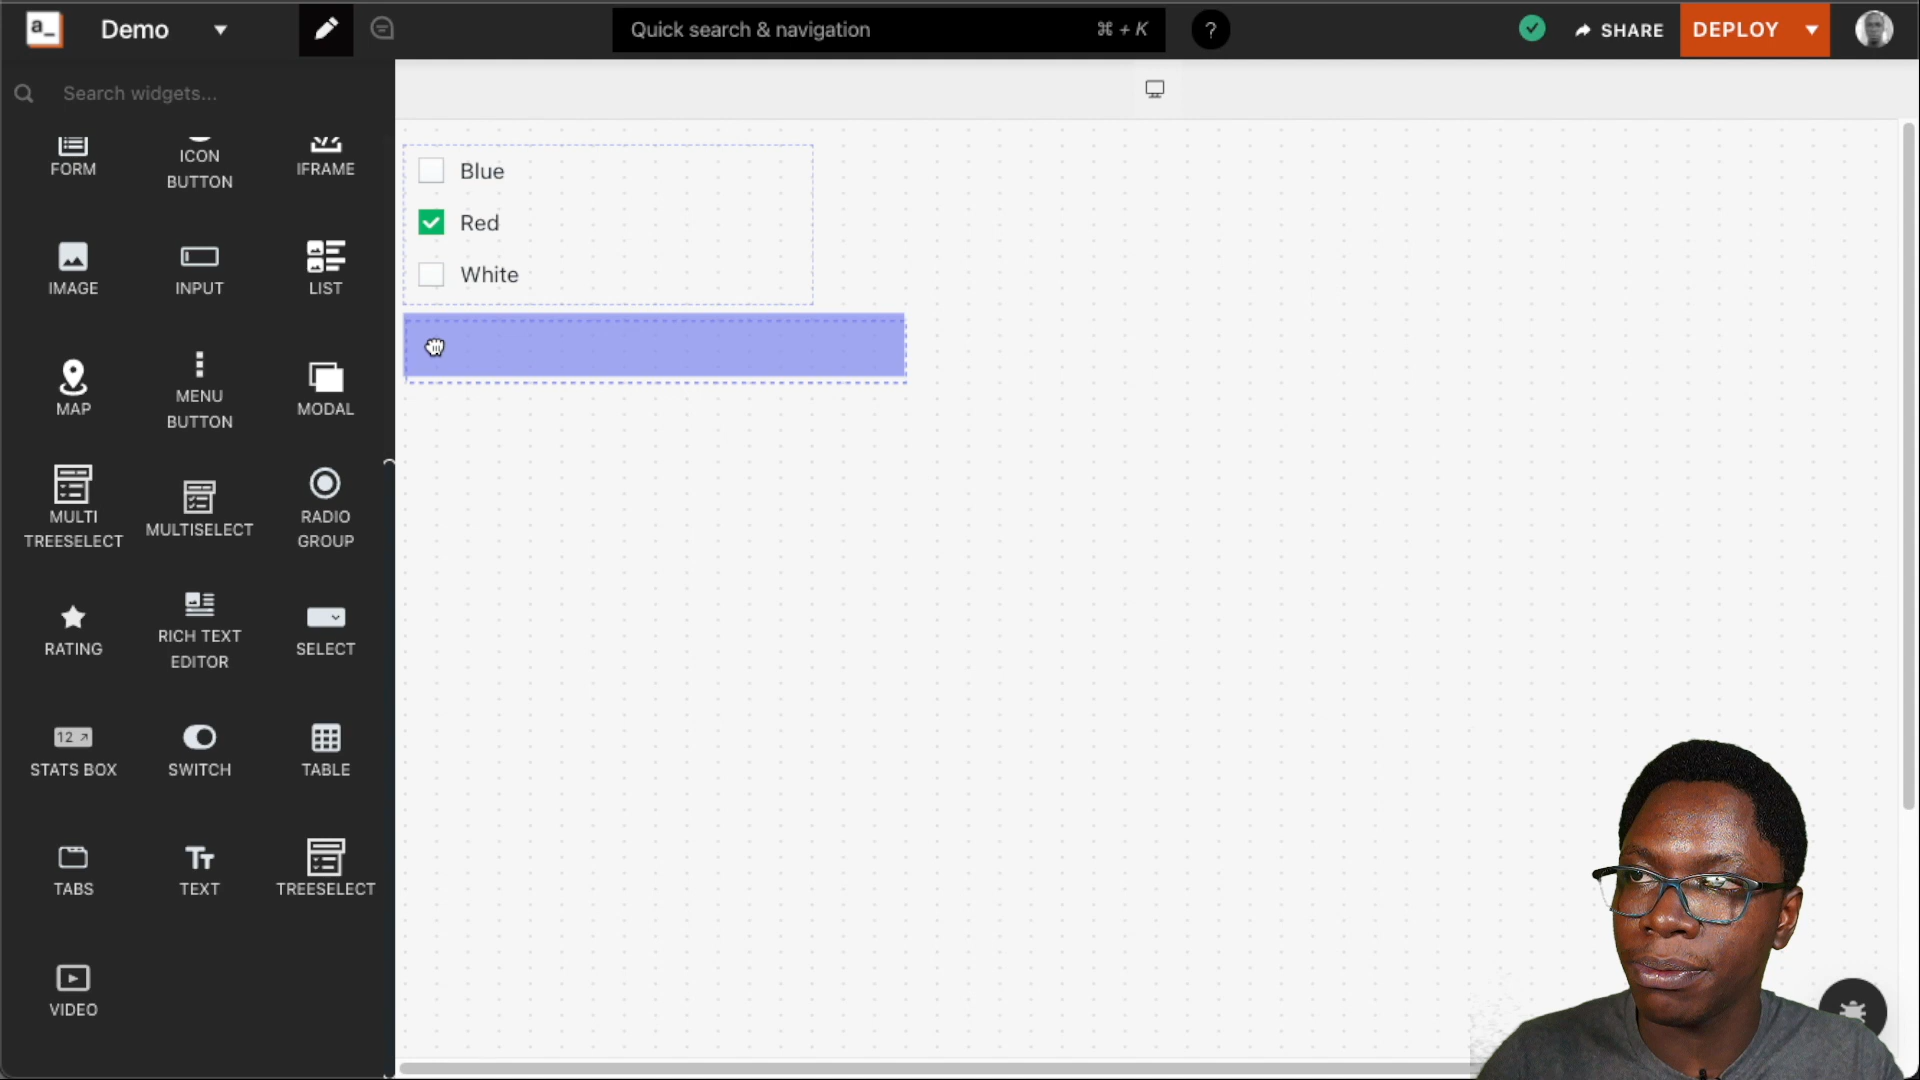 a_ Demo Quick search & navigation ⌘ + K ? SHARE DEPLOY
Search widgets...
FORM ICON BUTTON IFRAME
IMAGE INPUT LIST
MAP MENU BUTTON MODAL
MULTI TREESELECT MULTISELECT RADIO GROUP
RATING RICH TEXT EDITOR SELECT
12
STATS BOX SWITCH TABLE
TT
TABS TEXT TREESELECT
VIDEO
Blue
Red
White